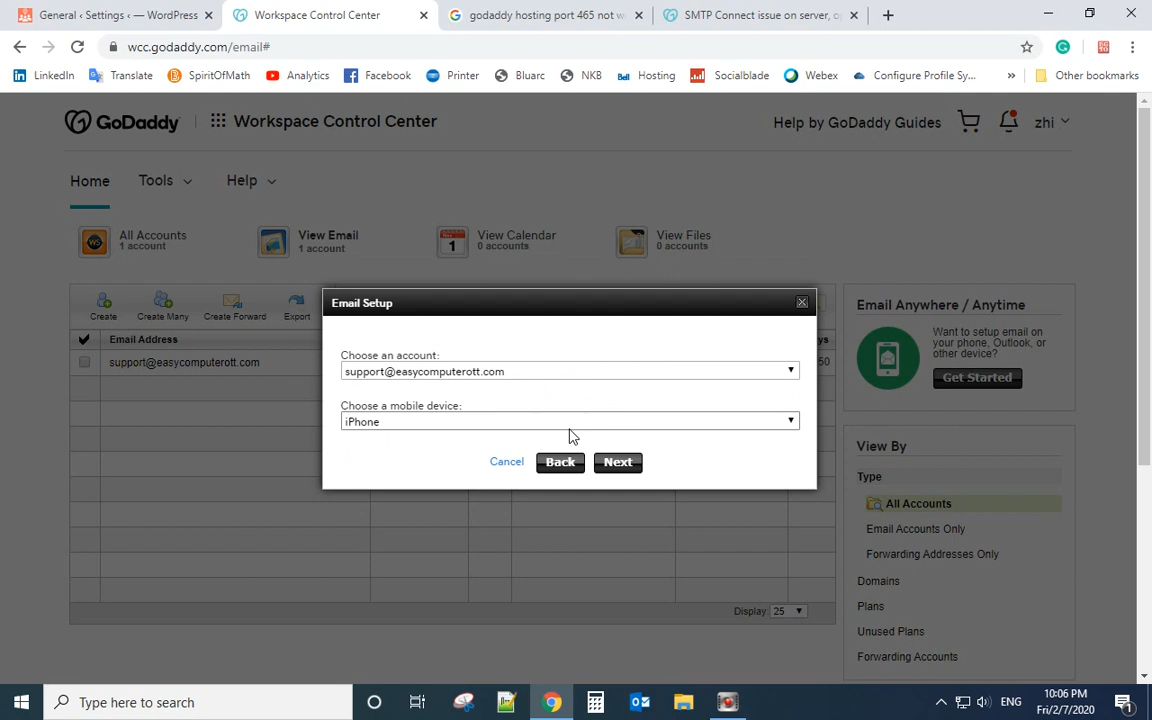 General ‹ Settings ‹ — WordPress
Workspace Control Center
godaddy hosting port 465 not w
SMTP Connect issue on server, o
wcc.godaddy.com/email#
LinkedIn Translate SpiritOfMath Analytics Facebook Printer Bluarc NKB Bell Hosting Socialblade Webex Configure Profile Sy... » Other bookmarks
GoDaddy Workspace Control Center Help by GoDaddy Guides zhi
Home Tools Help
All Accounts
1 account
View Email
1 account
1
View Calendar
0 accounts
View Files
0 accounts
Create Create Many Create Forward Export
Email Address
support@easycomputerott.com
50
Email Setup
Choose an account:
support@easycomputerott.com
Choose a mobile device:
iPhone
Cancel Back Next
Display: 25
Email Anywhere / Anytime
Want to setup email on
your phone, Outlook, or
other device?
Get Started
View By
Type
All Accounts
Email Accounts Only
Forwarding Addresses Only
Domains
Plans
Unused Plans
Forwarding Accounts
Type here to search
ENG
10:06 PM
Fri/2/7/2020
1